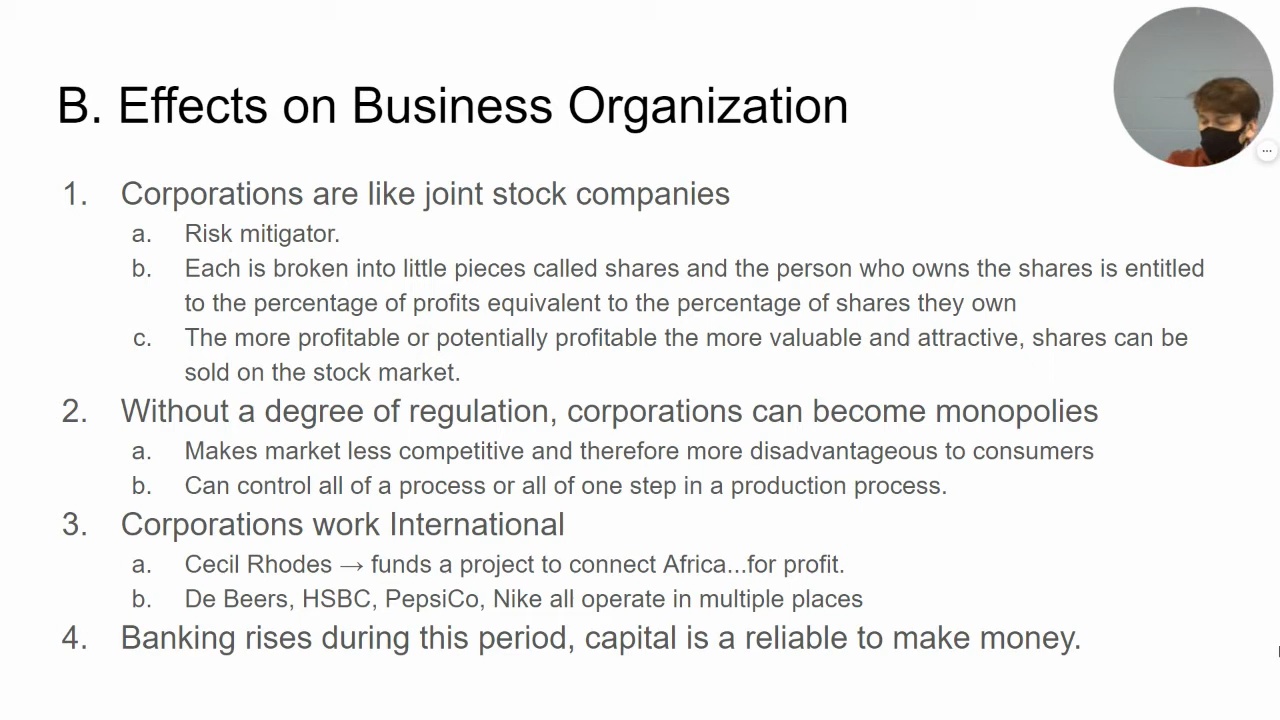 B. Effects on Business Organization
1. Corporations are like joint stock companies
a. Risk mitigator.
b. Each is broken into little pieces called shares and the person who owns the shares is entitled
to the percentage of profits equivalent to the percentage of shares they own
c. The more profitable or potentially profitable the more valuable and attractive, shares can be
sold on the stock market.
2. Without a degree of regulation, corporations can become monopolies
a. Makes market less competitive and therefore more disadvantageous to consumers
b. Can control all of a process or all of one step in a production process.
3. Corporations work International
a. Cecil Rhodes → funds a project to connect Africa...for profit.
b. De Beers, HSBC, PepsiCo, Nike all operate in multiple places
4. Banking rises during this period, capital is a reliable to make money.